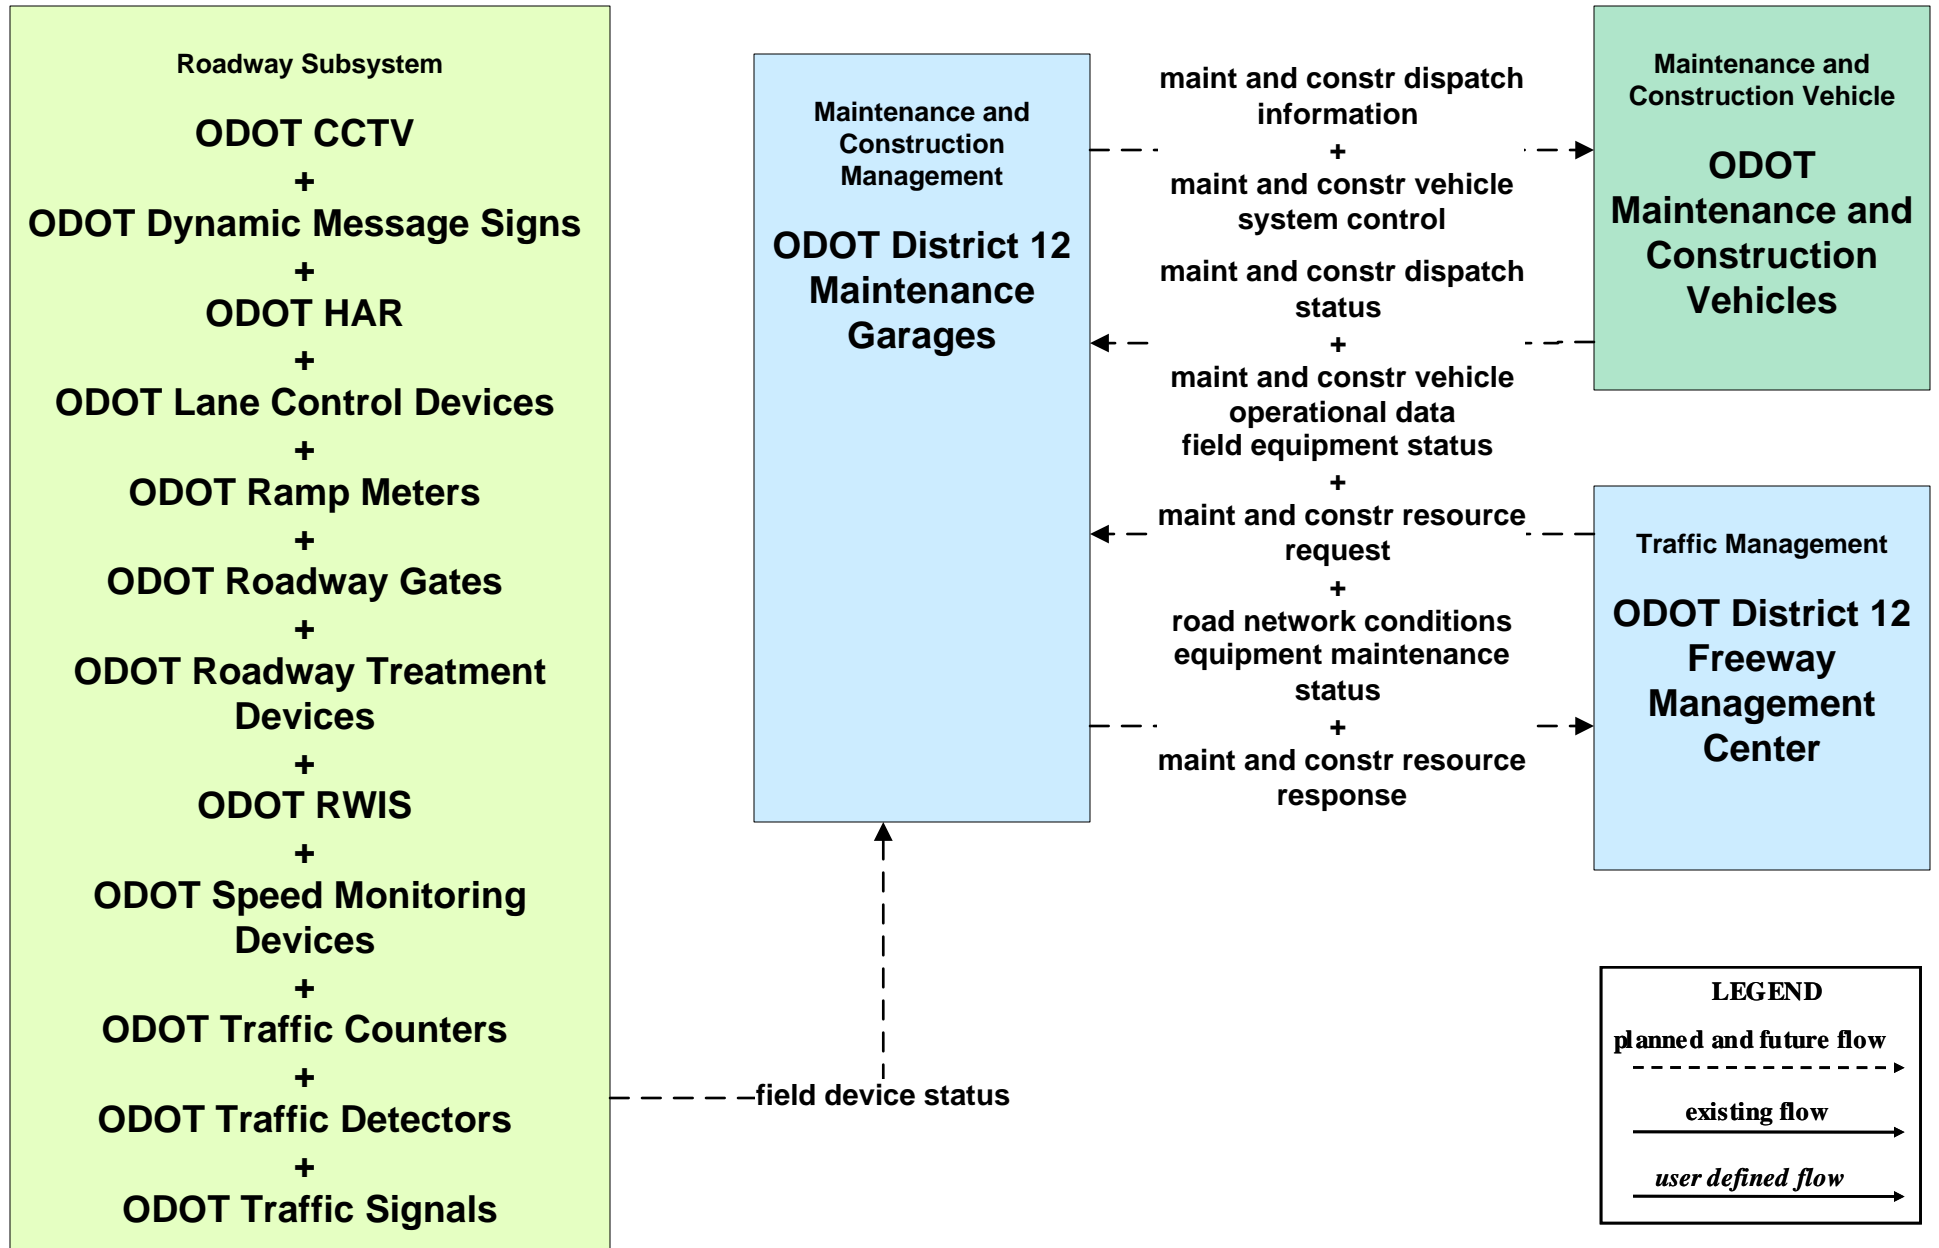 Roadway Subsystem
ODOT CCTV
+
ODOT Dynamic Message Signs
+
ODOT HAR
+
ODOT Lane Control Devices
+
ODOT Ramp Meters
+
ODOT Roadway Gates
+
ODOT Roadway Treatment
Devices
+
ODOT RWIS
+
ODOT Speed Monitoring
Devices
+
ODOT Traffic Counters
+
ODOT Traffic Detectors
+
ODOT Traffic Signals
field device status
Maintenance and
Construction
Management
ODOT District 12
Maintenance
Garages
maint and constr dispatch
information
+
maint and constr vehicle
system control
maint and constr dispatch
status
+
maint and constr vehicle
operational data
field equipment status
+
maint and constr resource
request
+
road network conditions
equipment maintenance
status
+
maint and constr resource
response
Maintenance and
Construction Vehicle
ODOT
Maintenance and
Construction
Vehicles
Traffic Management
ODOT District 12
Freeway
Management
Center
LEGEND
planned and future flow
existing flow
user defined flow